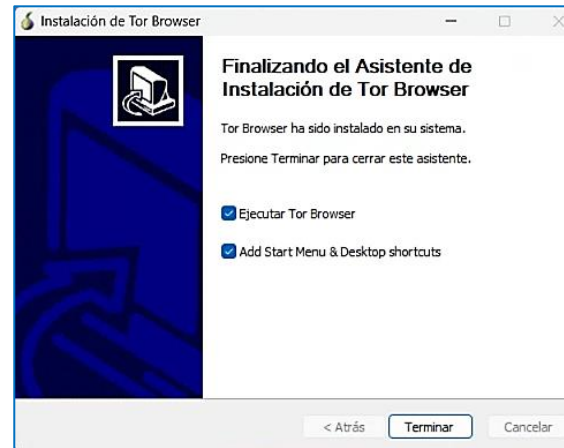 Instalación de Tor Browser
Finalizando el Asistente de
Instalación de Tor Browser
Tor Browser ha sido instalado en su sistema.
Presione Terminar para cerrar este asistente.
Ejecutar Tor Browser
Add Start Menu & Desktop shortcuts
< Atrás Terminar Cancelar